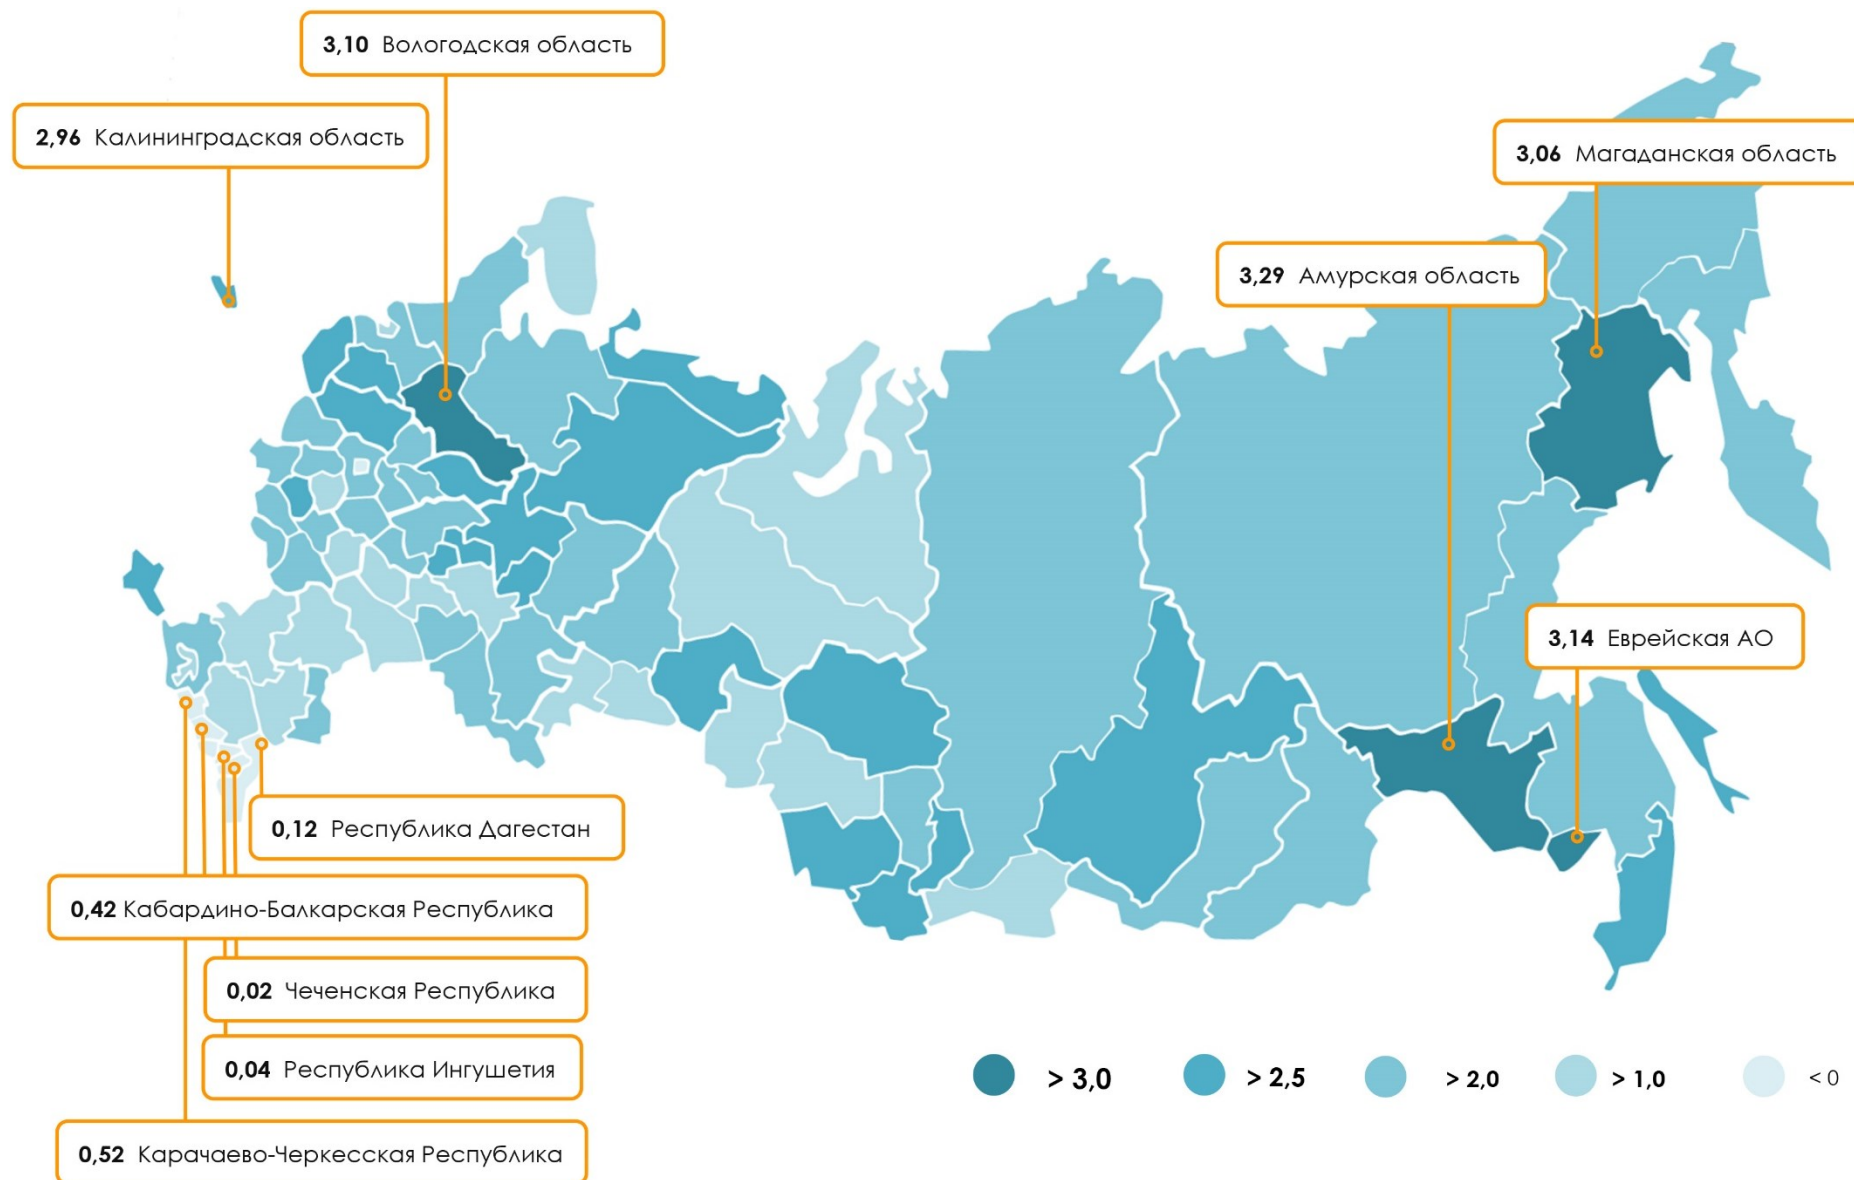 3,10 Вологодская область
2,96 Калининградская область
3,06 Магаданская область
3,29 Амурская область
3,14 Еврейская АО
0,12 Республика Дагестан
0,42 Кабардино-Балкарская Республика
0,02 Чеченская Республика
0,04 Республика Ингушетия
0,52 Карачаево-Черкесская Республика
> 3,0 > 2,5 > 2,0 > 1,0 < 0